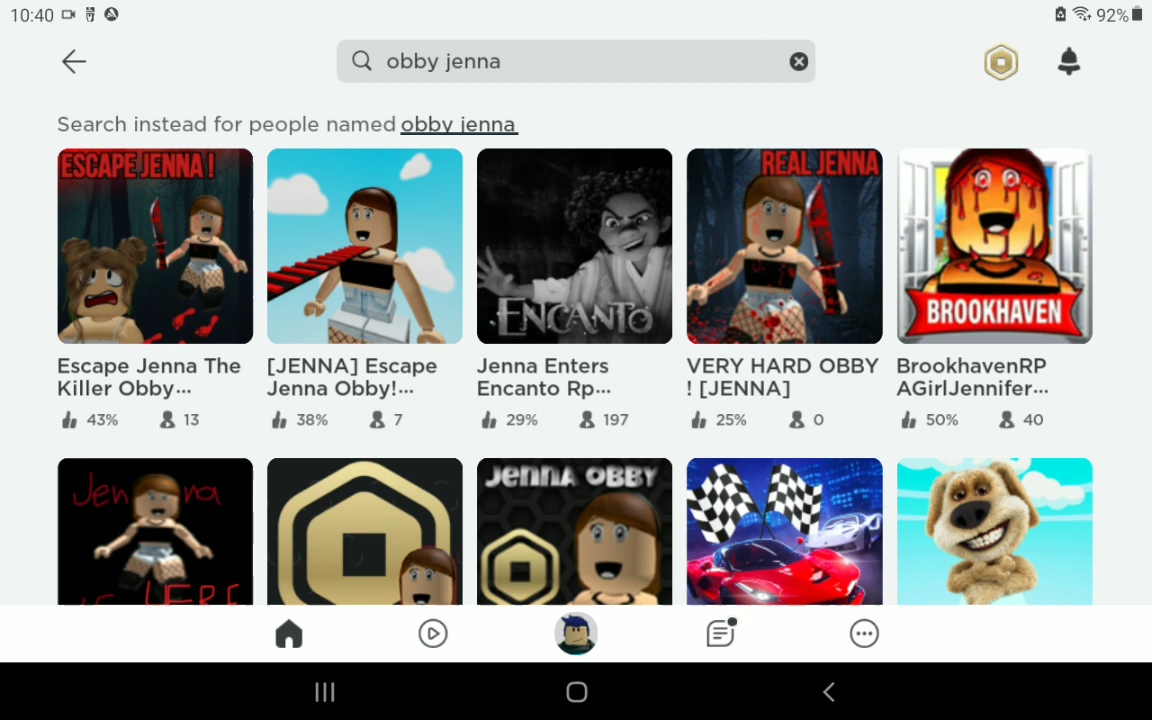 10:40
92%
obby jenna
Search instead for people named obby jenna
ESCAPE JENNA !
REAL JENNA
ENCANTO
BROOKHAVEN
Escape Jenna The
Killer Obby...
43% 13
[JENNA] Escape
Jenna Obby!...
38% 7
Jenna Enters
Encanto Rp...
29% 197
VERY HARD OBBY
! [JENNA]
25% 0
BrookhavenRP
AGirlJennifer...
50% 40
Jenna
JENNA OBBY